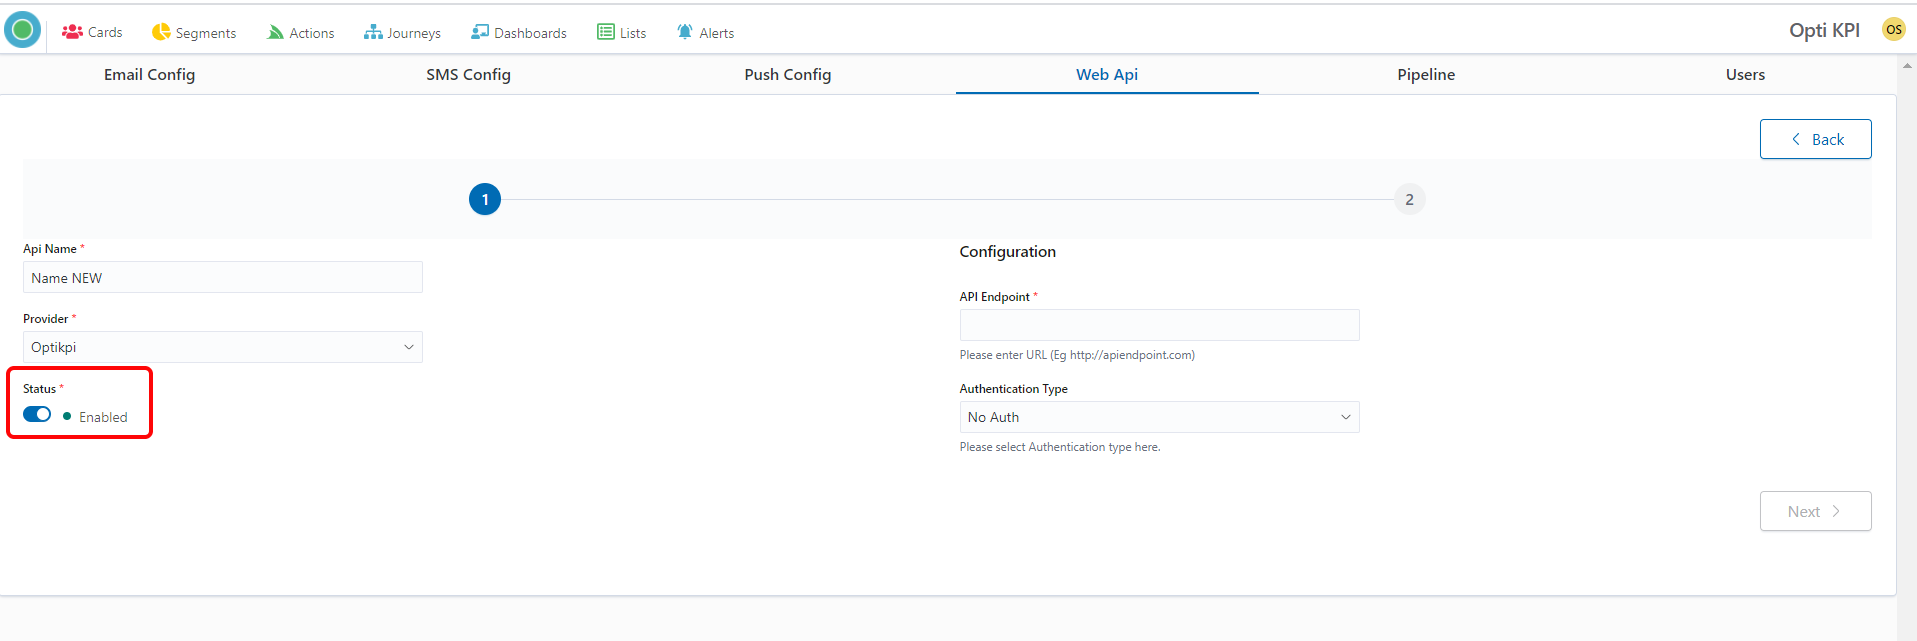 Cards Segments Actions Journeys Dashboards Lists Alerts Opti KPI OS
Email Config SMS Config Push Config Web Api Pipeline Users
Back
1 2
Api Name *
Name NEW
Provider *
Optikpi
Status *
Enabled
Configuration
API Endpoint *
Please enter URL (Eg http://apiendpoint.com)
Authentication Type
No Auth
Please select Authentication type here.
Next